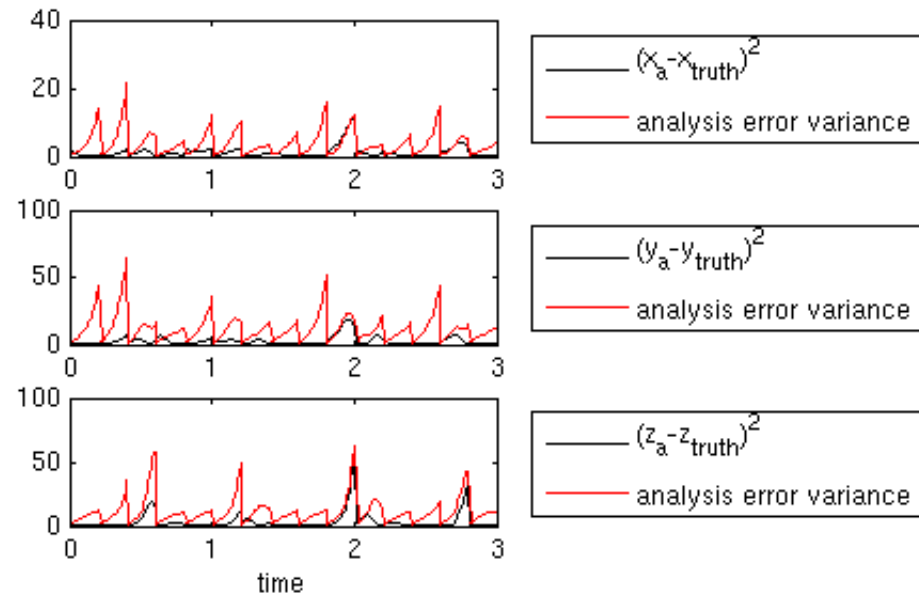 40
20
0
0 1 2 3
(x_a-x_truth)^2
analysis error variance
100
50
0
0 1 2 3
(y_a-y_truth)^2
analysis error variance
100
50
0
0 1 2 3
time
(z_a-z_truth)^2
analysis error variance